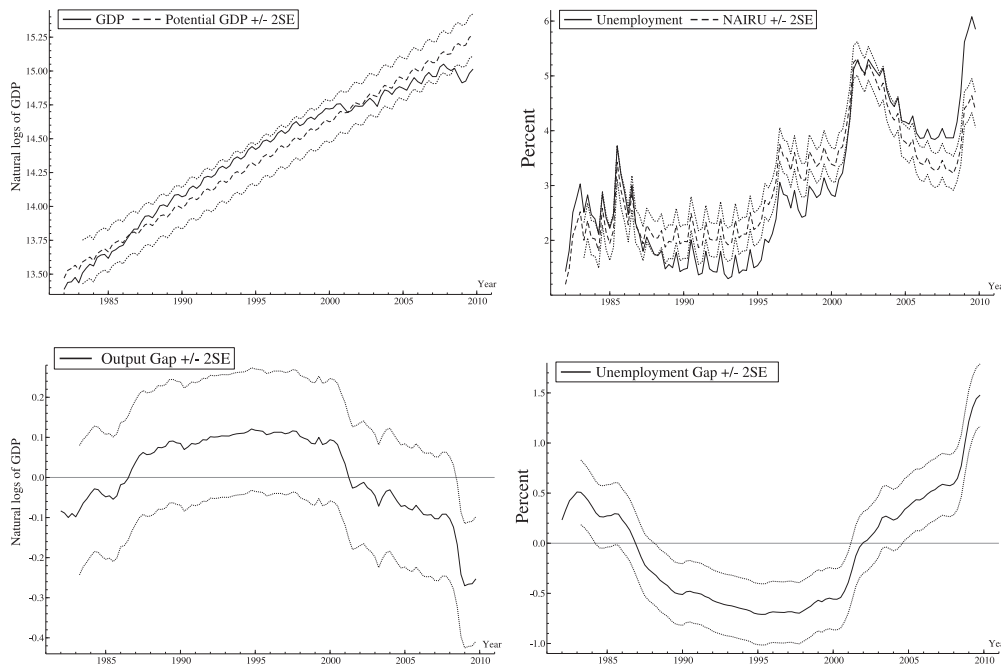 GDP Potential GDP +/- 2SE
Natural logs of GDP
15.25
15.00
14.75
14.50
14.25
14.00
13.75
13.50
1985 1990 1995 2000 2005 2010
Year
Unemployment NAIRU +/- 2SE
Percent
6
5
4
3
2
1985 1990 1995 2000 2005 2010
Year
Output Gap +/- 2SE
Natural logs of GDP
0.2
0.1
0.0
-0.1
-0.2
-0.3
-0.4
1985 1990 1995 2000 2005 2010
Year
Unemployment Gap +/- 2SE
Percent
1.5
1.0
0.5
0.0
-0.5
-1.0
1985 1990 1995 2000 2005 2010
Year